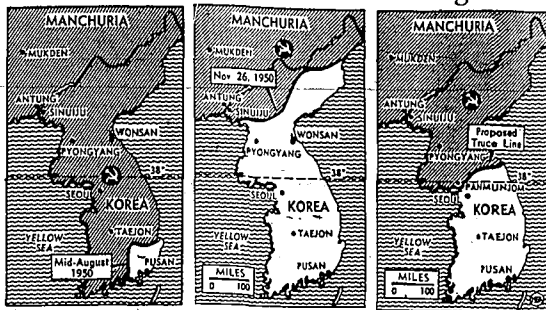 MANCHURIA
MUKDEN
ANTUNG
SINUIJU
WONSAN
PYONGYANG
38°
SEOUL
KOREA
YELLOW
SEA
TAEJON
Mid-August
1950
PUSAN
MANCHURIA
MUKDEN
Nov 26, 1950
ANTUNG
SINUIJU
WONSAN
PYONGYANG
38°
SEOUL
KOREA
YELLOW
SEA
TAEJON
PUSAN
MILES
0 100
MANCHURIA
MUKDEN
ANTUNG
SINUIJU
Proposed
Truce Line
PYONGYANG
38°
PANMUNJOM
SEOUL
KOREA
YELLOW
SEA
TAEJON
PUSAN
MILES
0 100